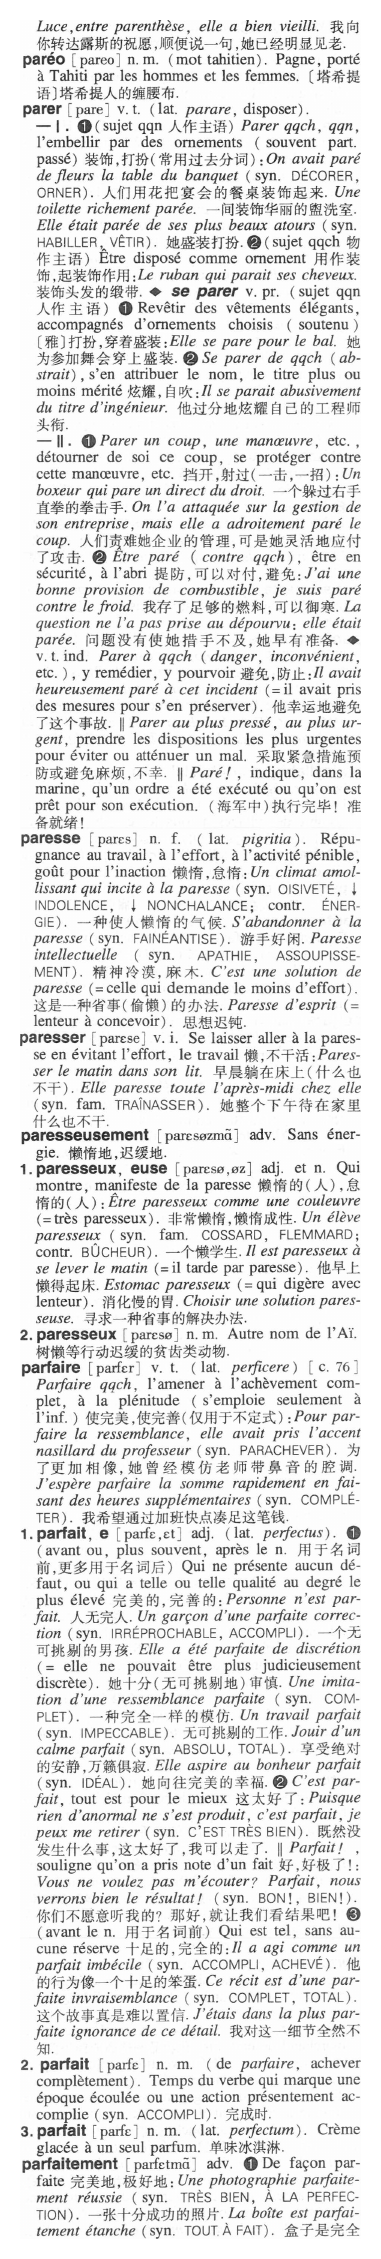 Luce, entre parenthèse, elle a bien vieilli. 我向
你转达露斯的祝愿,顺便说一句,她已经明显见老.
paréo [pareo] n. m. (mot tahitien). Pagne, porté
à Tahiti par les hommes et les femmes. 〔塔希提
语〕塔希提人的缠腰布.
parer [pare] v. t. (lat. parare, disposer).
— I. ❶ (sujet qqn 人作主语) Parer qqch, qqn,
l'embellir par des ornements (souvent part.
passé) 装饰,打扮(常用过去分词): On avait paré
de fleurs la table du banquet (syn. DÉCORER,
ORNER). 人们用花把宴会的餐桌装饰起来. Une
toilette richement parée. 一间装饰华丽的盥洗室.
Elle était parée de ses plus beaux atours (syn.
HABILLER, VÊTIR). 她盛装打扮. ❷ (sujet qqch 物
作主语) Être disposé comme ornement 用作装
饰,起装饰作用: Le ruban qui parait ses cheveux.
装饰头发的缎带. ◆ se parer v. pr. (sujet qqn
人作主语) ❶ Revêtir des vêtements élégants,
accompagnés d'ornements choisis (soutenu)
〔雅〕打扮,穿着盛装: Elle se pare pour le bal. 她
为参加舞会穿上盛装. ❷ Se parer de qqch (ab-
strait), s'en attribuer le nom, le titre plus ou
moins mérité 炫耀,自吹: Il se parait abusivement
du titre d'ingénieur. 他过分地炫耀自己的工程师
头衔.
— II. ❶ Parer un coup, une manœuvre, etc.,
détourner de soi ce coup, se protéger contre
cette manœuvre, etc. 挡开,躲过(一击,一招): Un
boxeur qui pare un direct du droit. 一个躲过右手
直拳的拳击手. On l'a attaquée sur la gestion de
son entreprise, mais elle a adroitement paré le
coup. 人们责难她企业的管理,可是她灵活地应付
了攻击. ❷ Être paré (contre qqch), être en
sécurité, à l'abri 提防,可以对付,避免: J'ai une
bonne provision de combustible, je suis paré
contre le froid. 我存了足够的燃料,可以御寒. La
question ne l'a pas prise au dépourvu: elle était
parée. 问题没有使她措手不及,她早有准备. ◆
v. t. ind. Parer à qqch (danger, inconvénient,
etc.), y remédier, y pourvoir 避免,防止: Il avait
heureusement paré à cet incident (= il avait pris
des mesures pour s'en préserver). 他幸运地避免
了这个事故. ‖ Parer au plus pressé, au plus ur-
gent, prendre les dispositions les plus urgentes
pour éviter ou atténuer un mal. 采取紧急措施预
防或避免麻烦,不幸. ‖ Paré!, indique, dans la
marine, qu'un ordre a été exécuté ou qu'on est
prêt pour son exécution. (海军中)执行完毕! 准
备就绪!
paresse [parɛs] n. f. (lat. pigritia). Répu-
gnance au travail, à l'effort, à l'activité pénible,
goût pour l'inaction 懒惰,怠惰: Un climat amol-
lissant qui incite à la paresse (syn. OISIVETÉ, ↓
INDOLENCE, ↓ NONCHALANCE; contr. ÉNER-
GIE). 一种使人懒惰的气候. S'abandonner à la
paresse (syn. FAINÉANTISE). 游手好闲. Paresse
intellectuelle (syn. APATHIE, ASSOUPISSE-
MENT). 精神冷漠,麻木. C'est une solution de
paresse (= celle qui demande le moins d'effort).
这是一种省事(偷懒)的办法. Paresse d'esprit (=
lenteur à concevoir). 思想迟钝.
paresser [parɛse] v. i. Se laisser aller à la pares-
se en évitant l'effort, le travail 懒,不干活: Pares-
ser le matin dans son lit. 早晨躺在床上(什么也
不干). Elle paresse toute l'après-midi chez elle
(syn. fam. TRAÎNASSER). 她整个下午待在家里
什么也不干.
paresseusement [parɛsøzmɑ̃] adv. Sans éner-
gie. 懒惰地,迟缓地.
1. paresseux, euse [parɛsø, øz] adj. et n. Qui
montre, manifeste de la paresse 懒惰的(人),怠
惰的(人): Être paresseux comme une couleuvre
(= très paresseux). 非常懒惰,懒惰成性. Un élève
paresseux (syn. fam. COSSARD, FLEMMARD;
contr. BÛCHEUR). 一个懒学生. Il est paresseux à
se lever le matin (= il tarde par paresse). 他早上
懒得起床. Estomac paresseux (= qui digère avec
lenteur). 消化慢的胃. Choisir une solution pares-
seuse. 寻求一种省事的解决办法.
2. paresseux [parɛsø] n. m. Autre nom de l'Aï.
树懒等行动迟缓的贫齿类动物.
parfaire [parfɛr] v. t. (lat. perficere) [c. 76]
Parfaire qqch, l'amener à l'achèvement com-
plet, à la plénitude (s'emploie seulement à
l'inf.) 使完美,使完善(仅用于不定式): Pour par-
faire la ressemblance, elle avait pris l'accent
nasillard du professeur (syn. PARACHEVER). 为
了更加相像,她曾经模仿老师带鼻音的腔调.
J'espère parfaire la somme rapidement en fai-
sant des heures supplémentaires (syn. COMPLÉ-
TER). 我希望通过加班快点凑足这笔钱.
1. parfait, e [parfɛ, ɛt] adj. (lat. perfectus). ❶
(avant ou, plus souvent, après le n. 用于名词
前,更多用于名词后) Qui ne présente aucun dé-
faut, ou qui a telle ou telle qualité au degré le
plus élevé 完美的,完善的: Personne n'est par-
fait. 人无完人. Un garçon d'une parfaite correc-
tion (syn. IRRÉPROCHABLE, ACCOMPLI). 一个无
可挑剔的男孩. Elle a été parfaite de discrétion
(= elle ne pouvait être plus judicieusement
discrète). 她十分(无可挑剔地)审慎. Une imita-
tion d'une ressemblance parfaite (syn. COM-
PLET). 一种完全一样的模仿. Un travail parfait
(syn. IMPECCABLE). 无可挑剔的工作. Jouir d'un
calme parfait (syn. ABSOLU, TOTAL). 享受绝对
的安静,万籁俱寂. Elle aspire au bonheur parfait
(syn. IDÉAL). 她向往完美的幸福. ❷ C'est par-
fait, tout est pour le mieux 这太好了: Puisque
rien d'anormal ne s'est produit, c'est parfait, je
peux me retirer (syn. C'EST TRÈS BIEN). 既然没
发生什么事,这太好了,我可以走了. ‖ Parfait!,
souligne qu'on a pris note d'un fait 好,好极了!:
Vous ne voulez pas m'écouter? Parfait, nous
verrons bien le résultat! (syn. BON!, BIEN!).
你们不愿意听我的? 那好,就让我们看结果吧! ❸
(avant le n. 用于名词前) Qui est tel, sans au-
cune réserve 十足的,完全的: Il a agi comme un
parfait imbécile (syn. ACCOMPLI, ACHEVÉ). 他
的行为像一个十足的笨蛋. Ce récit est d'une par-
faite invraisemblance (syn. COMPLET, TOTAL).
这个故事真是难以置信. J'étais dans la plus par-
faite ignorance de ce détail. 我对这一细节全然不
知.
2. parfait [parfɛ] n. m. (de parfaire, achever
complètement). Temps du verbe qui marque une
époque écoulée ou une action présentement ac-
complie (syn. ACCOMPLI). 完成时.
3. parfait [parfɛ] n. m. (lat. perfectum). Crème
glacée à un seul parfum. 单味冰淇淋.
parfaitement [parfɛtmɑ̃] adv. ❶ De façon par-
faite 完美地,极好地: Une photographie parfaite-
ment réussie (syn. TRÈS BIEN, À LA PERFEC-
TION). 一张十分成功的照片. La boîte est parfai-
tement étanche (syn. TOUT À FAIT). 盒子是完全